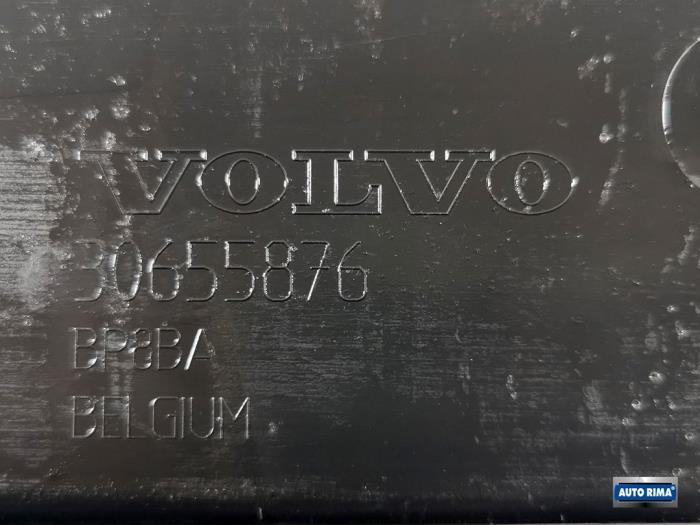 VOLVO
30655876
BP8BA
BELGIUM
AUTO RIMA®